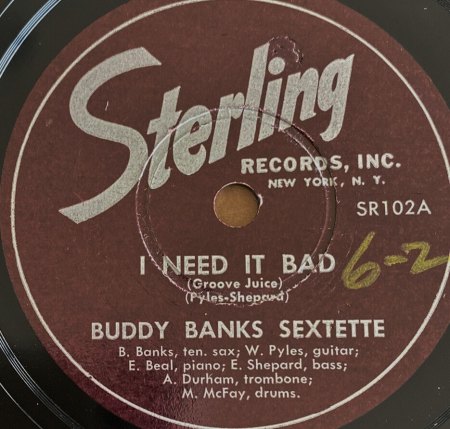 Sterling
RECORDS, INC.
NEW YORK, N. Y.
SR102A
I NEED IT BAD
(Groove Juice)
(Pyles-Shepard)
6-2
BUDDY BANKS SEXTETTE
B. Banks, ten. sax; W. Pyles, guitar;
E. Beal, piano; E. Shepard, bass;
A. Durham, trombone;
M. McFay, drums.